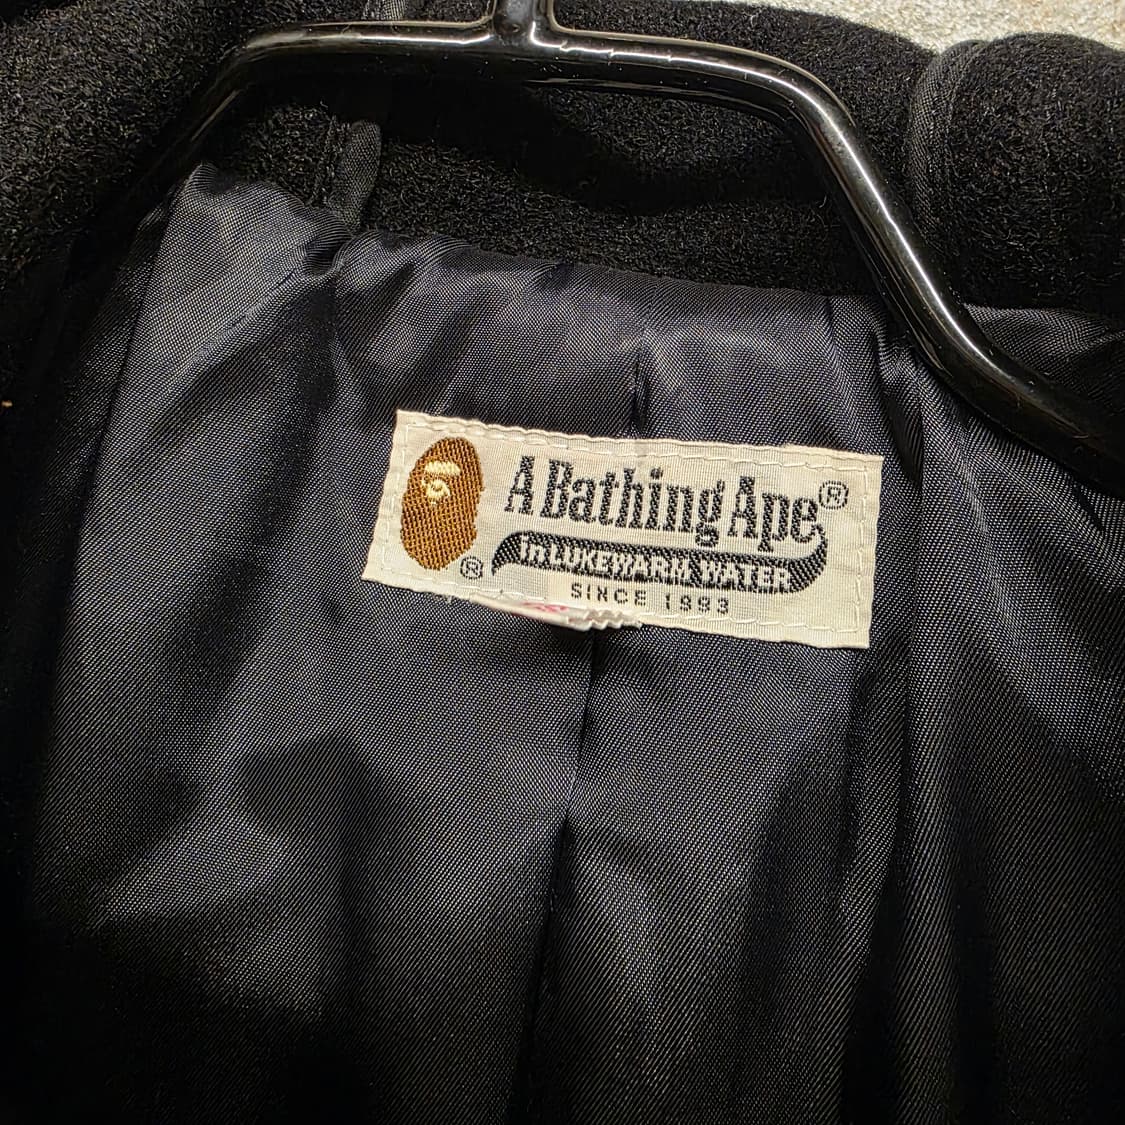 A Bathing Ape®
in LUKEWARM WATER
®
SINCE 1993